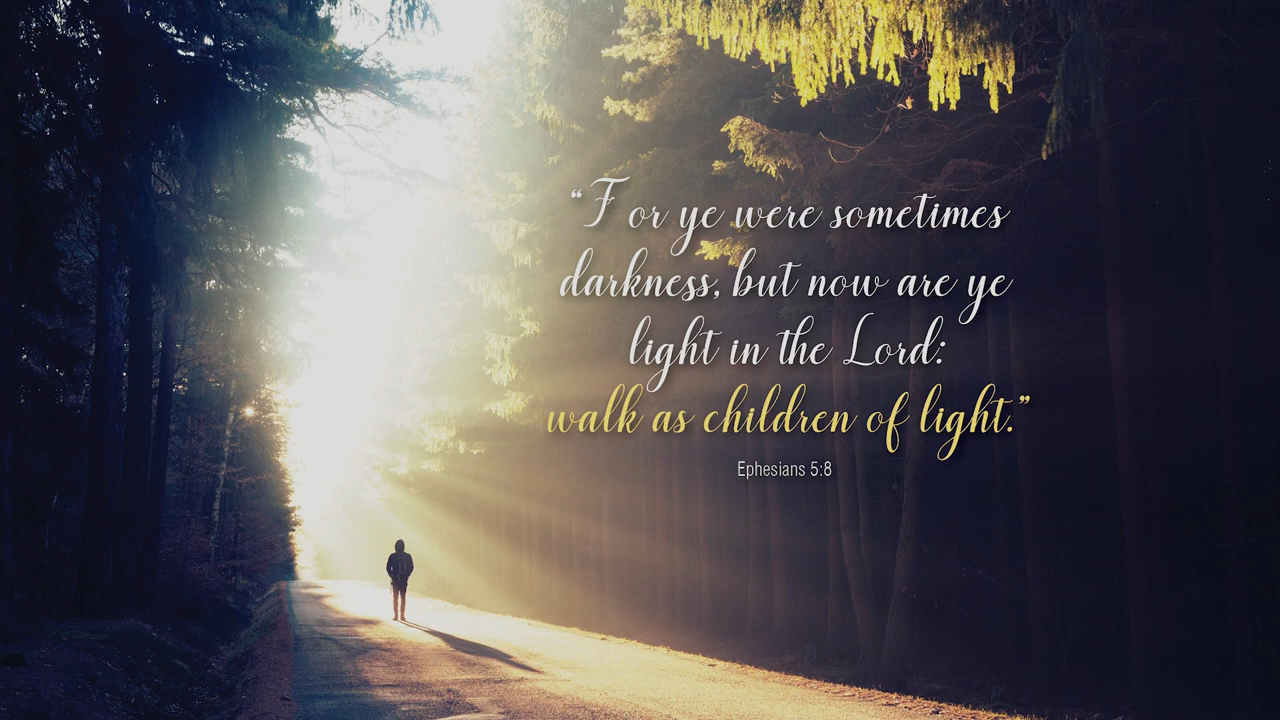 “For ye were sometimes
darkness, but now are ye
light in the Lord:
walk as children of light.”
Ephesians 5:8